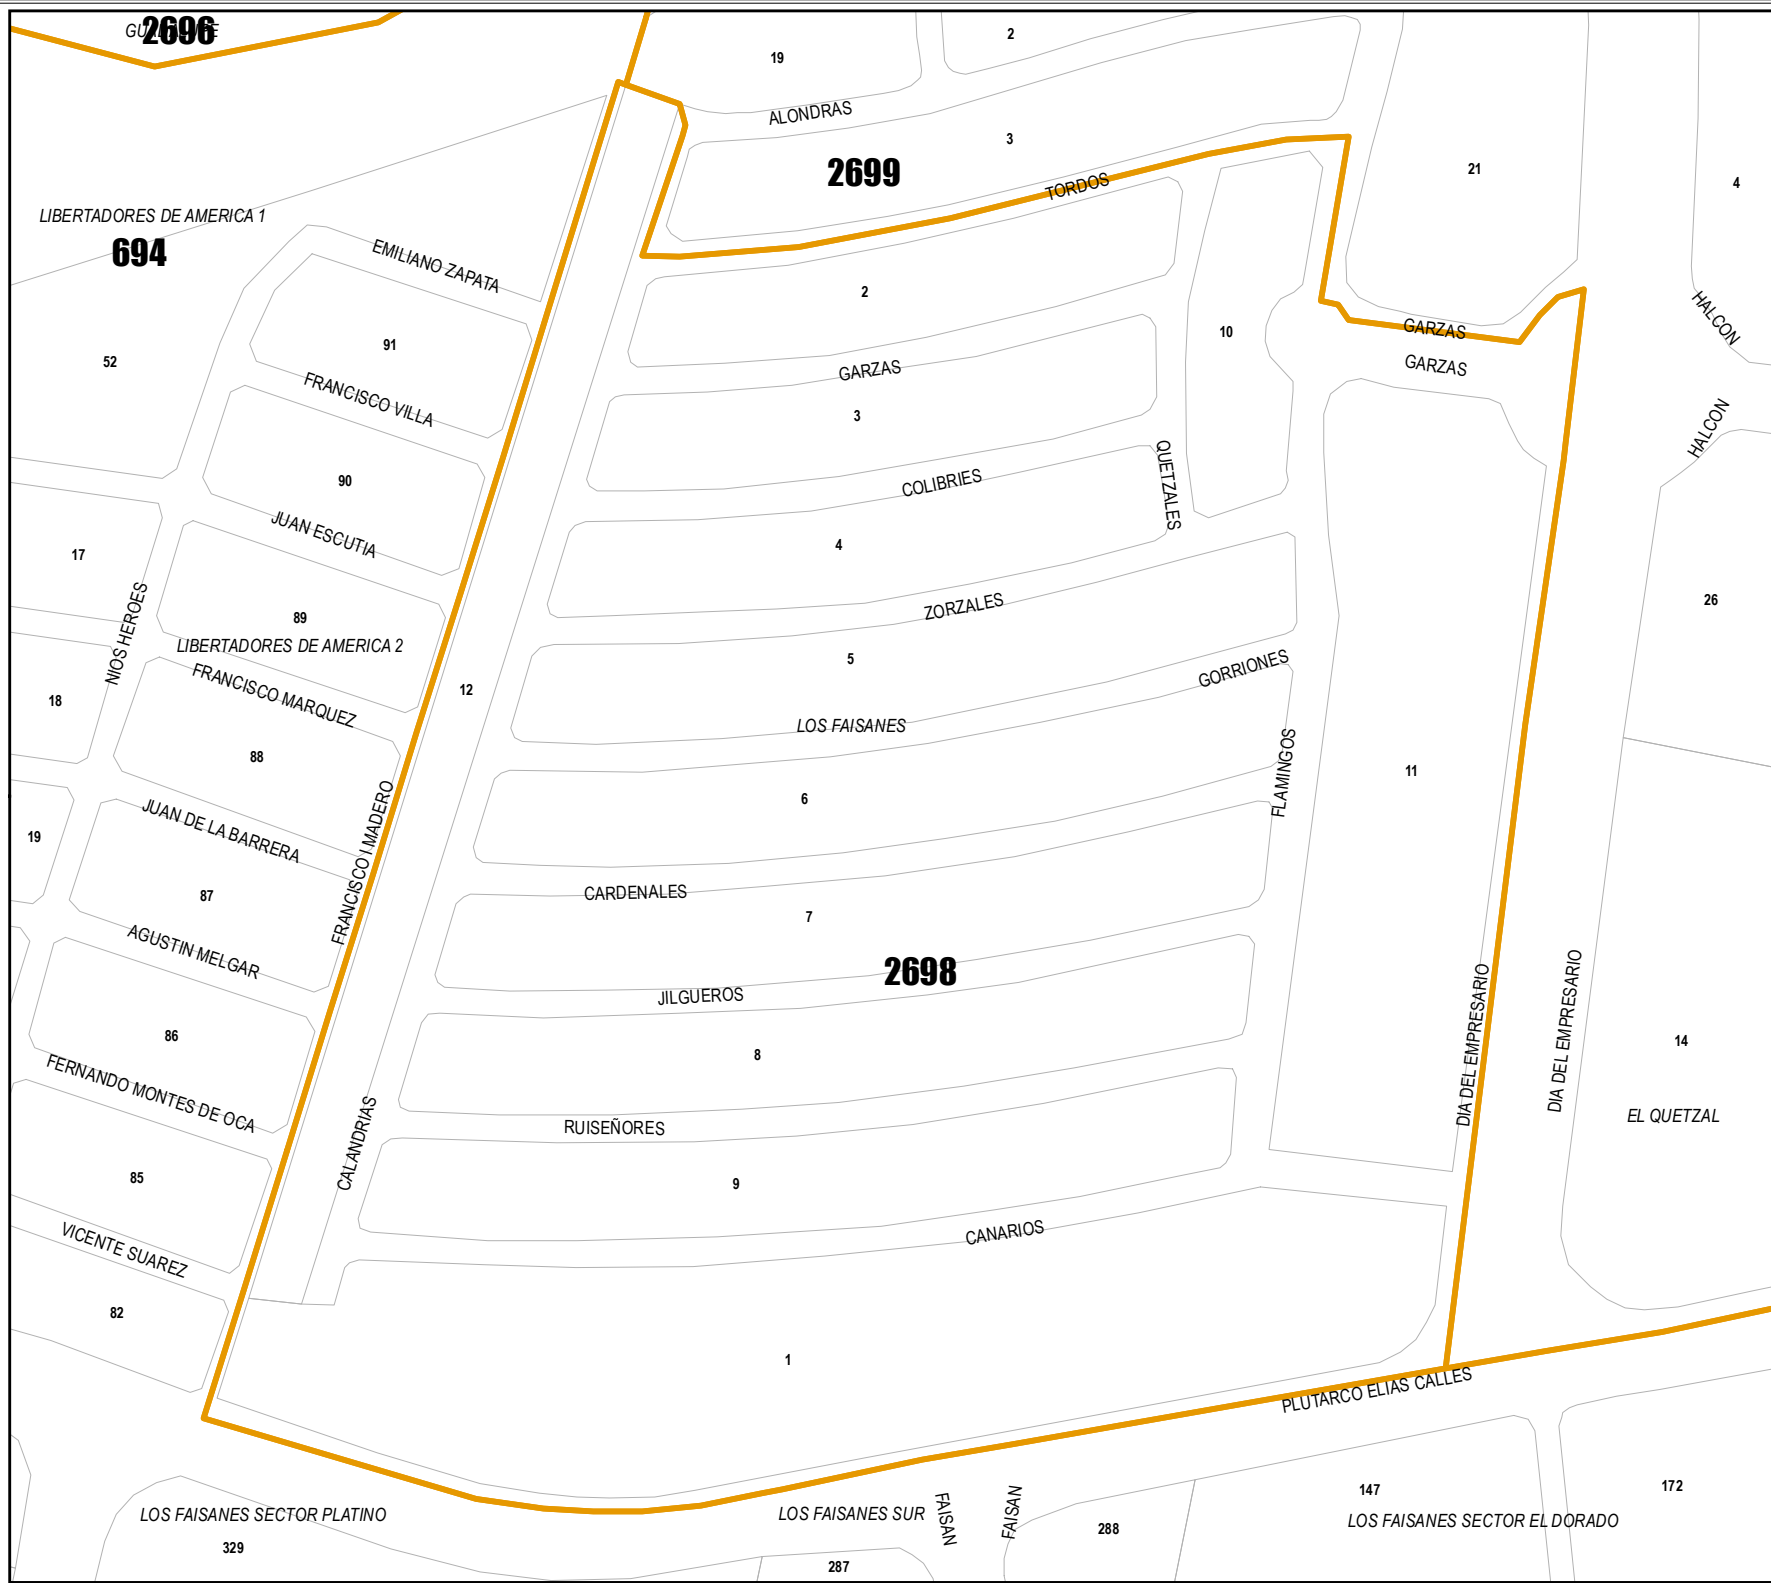 GUADALUPE
2696
2
19
ALONDRAS
3
2699
21
4
TORDOS
LIBERTADORES DE AMERICA 1
694
EMILIANO ZAPATA
2
HALCON
10
GARZAS
91
52
GARZAS
GARZAS
FRANCISCO VILLA
3
HALCON
90
COLIBRIES
QUETZALES
JUAN ESCUTIA
4
17
26
ZORZALES
89
NIOS HEROES
LIBERTADORES DE AMERICA 2
5
GORRIONES
FRANCISCO MARQUEZ
12
18
LOS FAISANES
88
FLAMINGOS
11
6
JUAN DE LA BARRERA
19
FRANCISCO I MADERO
87
CARDENALES
7
AGUSTIN MELGAR
2698
JILGUEROS
86
DIA DEL EMPRESARIO
DIA DEL EMPRESARIO
14
8
FERNANDO MONTES DE OCA
EL QUETZAL
RUISEÑORES
CALANDRIAS
85
9
VICENTE SUAREZ
CANARIOS
82
1
PLUTARCO ELIAS CALLES
147
172
LOS FAISANES SECTOR PLATINO
LOS FAISANES SUR
FAISAN
FAISAN
288
LOS FAISANES SECTOR EL DORADO
329
287